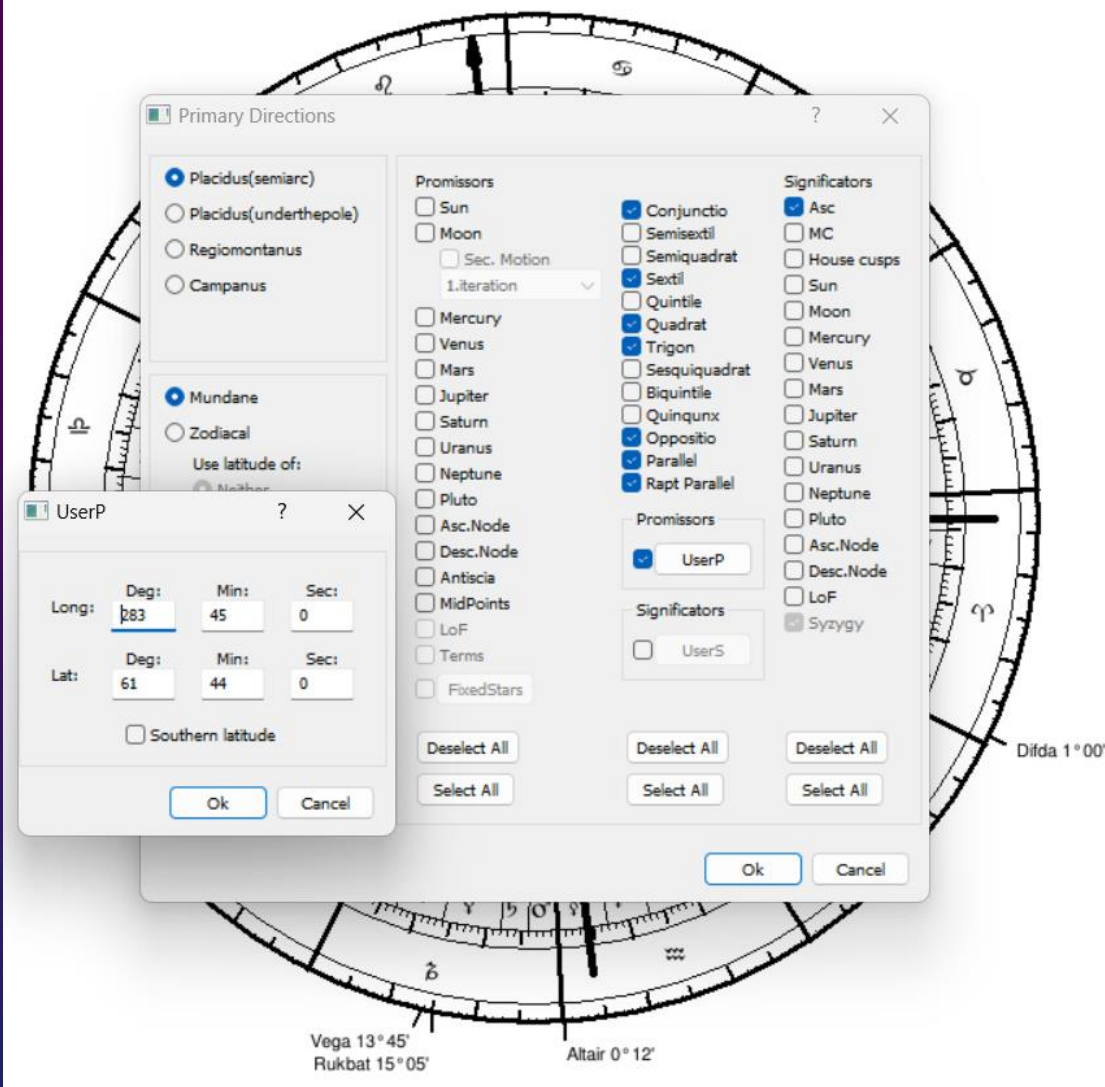 Primary Directions
?
Placidus(semiarc)
Placidus(underthepole)
Regiomontanus
Campanus
Mundane
Zodiacal
Use latitude of:
Neither
Promissors
Sun
Moon
Sec. Motion
1.iteration
Mercury
Venus
Mars
Jupiter
Saturn
Uranus
Neptune
Pluto
Asc.Node
Desc.Node
Antiscia
MidPoints
LoF
Terms
FixedStars
Deselect All
Select All
Conjunctio
Semisextil
Semiquadrat
Sextil
Quintile
Quadrat
Trigon
Sesquiquadrat
Biquintile
Quinqunx
Oppositio
Parallel
Rapt Parallel
Promissors
UserP
Significators
UserS
Deselect All
Select All
Significators
Asc
MC
House cusps
Sun
Moon
Mercury
Venus
Mars
Jupiter
Saturn
Uranus
Neptune
Pluto
Asc.Node
Desc.Node
LoF
Syzygy
Deselect All
Select All
Ok Cancel
UserP
?
Deg: Min: Sec:
Long: 283 45 0
Deg: Min: Sec:
Lat: 61 44 0
Southern latitude
Ok Cancel
Difda 1°00'
Vega 13°45'
Rukbat 15°05'
Altair 0°12'